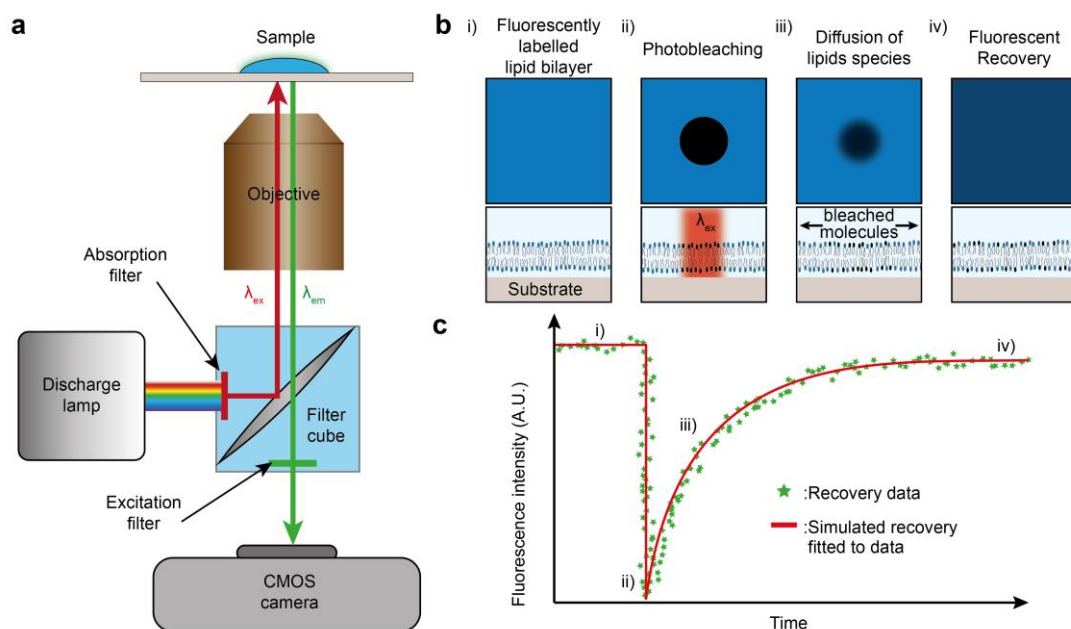 a
Sample
Objective
Absorption
filter
λex
λem
Discharge
lamp
Filter
cube
Excitation
filter
CMOS
camera
b
i)
Fluorescently
labelled
lipid bilayer
ii)
Photobleaching
iii)
Diffusion of
lipids species
iv)
Fluorescent
Recovery
Substrate
λex
bleached
molecules
c
Fluorescence intensity (A.U.)
i)
ii)
iii)
iv)
:Recovery data
:Simulated recovery
fitted to data
Time